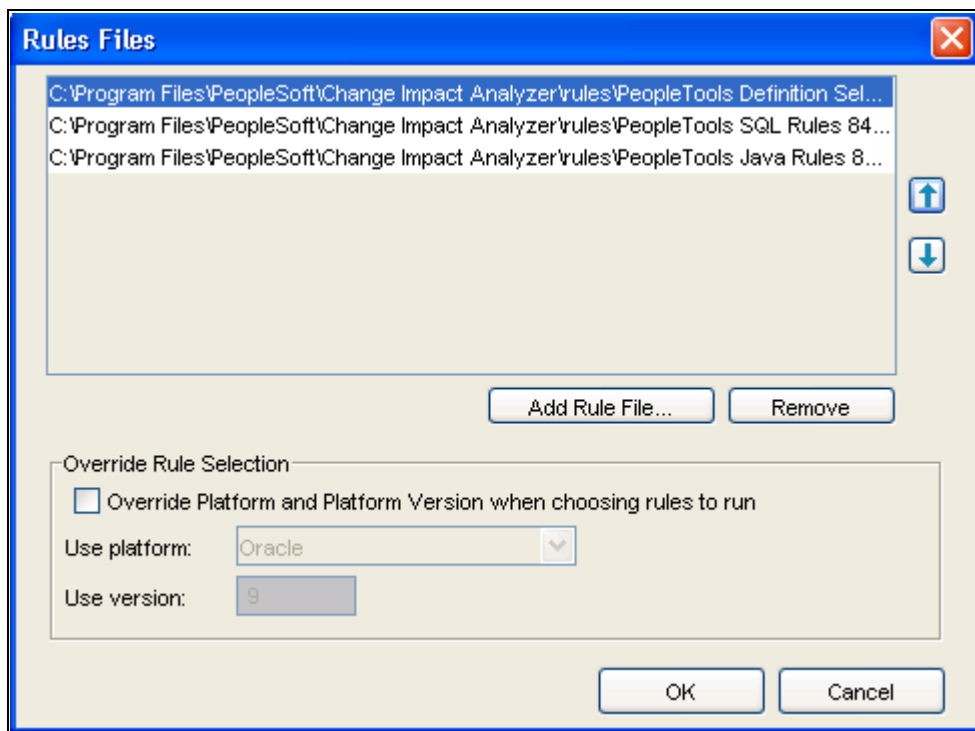 Rules Files
C:\Program Files\PeopleSoft\Change Impact Analyzer\rules\PeopleTools Definition Sel...
C:\Program Files\PeopleSoft\Change Impact Analyzer\rules\PeopleTools SQL Rules 84...
C:\Program Files\PeopleSoft\Change Impact Analyzer\rules\PeopleTools Java Rules 8...
Add Rule File...
Remove
Override Rule Selection
Override Platform and Platform Version when choosing rules to run
Use platform: Oracle
Use version: 9
OK
Cancel